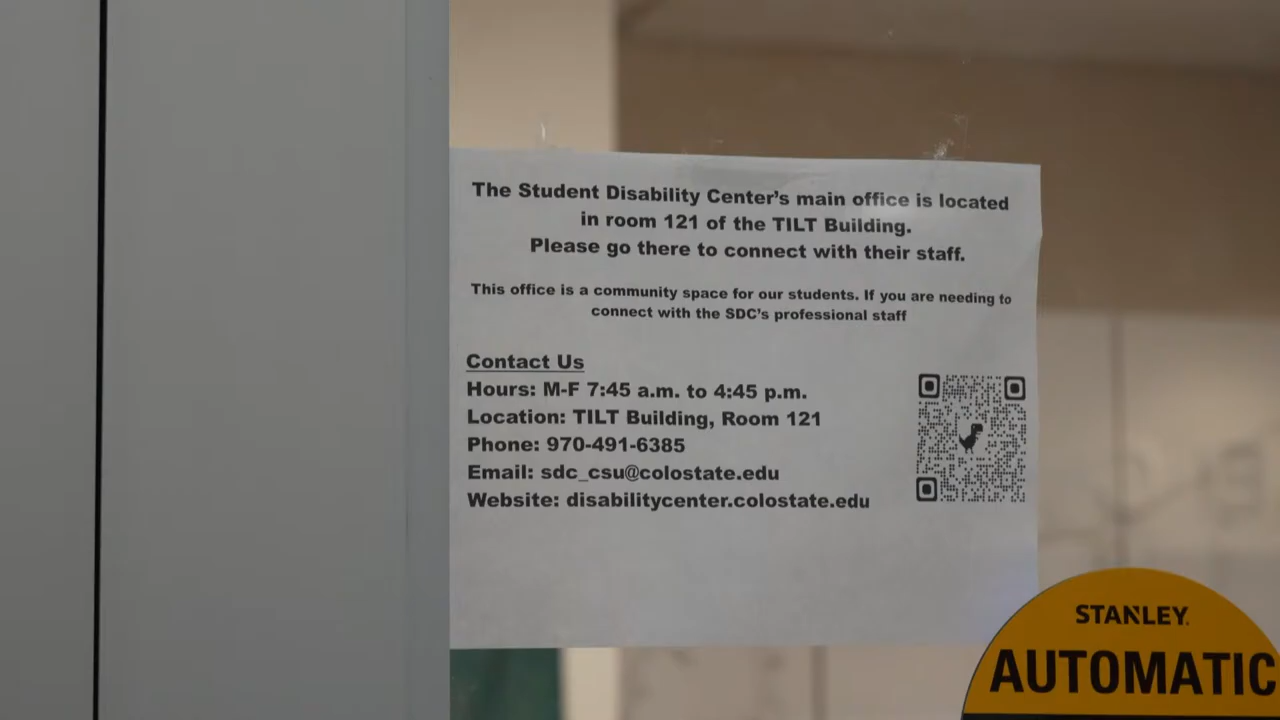 The Student Disability Center's main office is located
in room 121 of the TILT Building.
Please go there to connect with their staff.
This office is a community space for our students. If you are needing to
connect with the SDC's professional staff
Contact Us
Hours: M-F 7:45 a.m. to 4:45 p.m.
Location: TILT Building, Room 121
Phone: 970-491-6385
Email: sdc_csu@colostate.edu
Website: disabilitycenter.colostate.edu
STANLEY.
AUTOMATIC